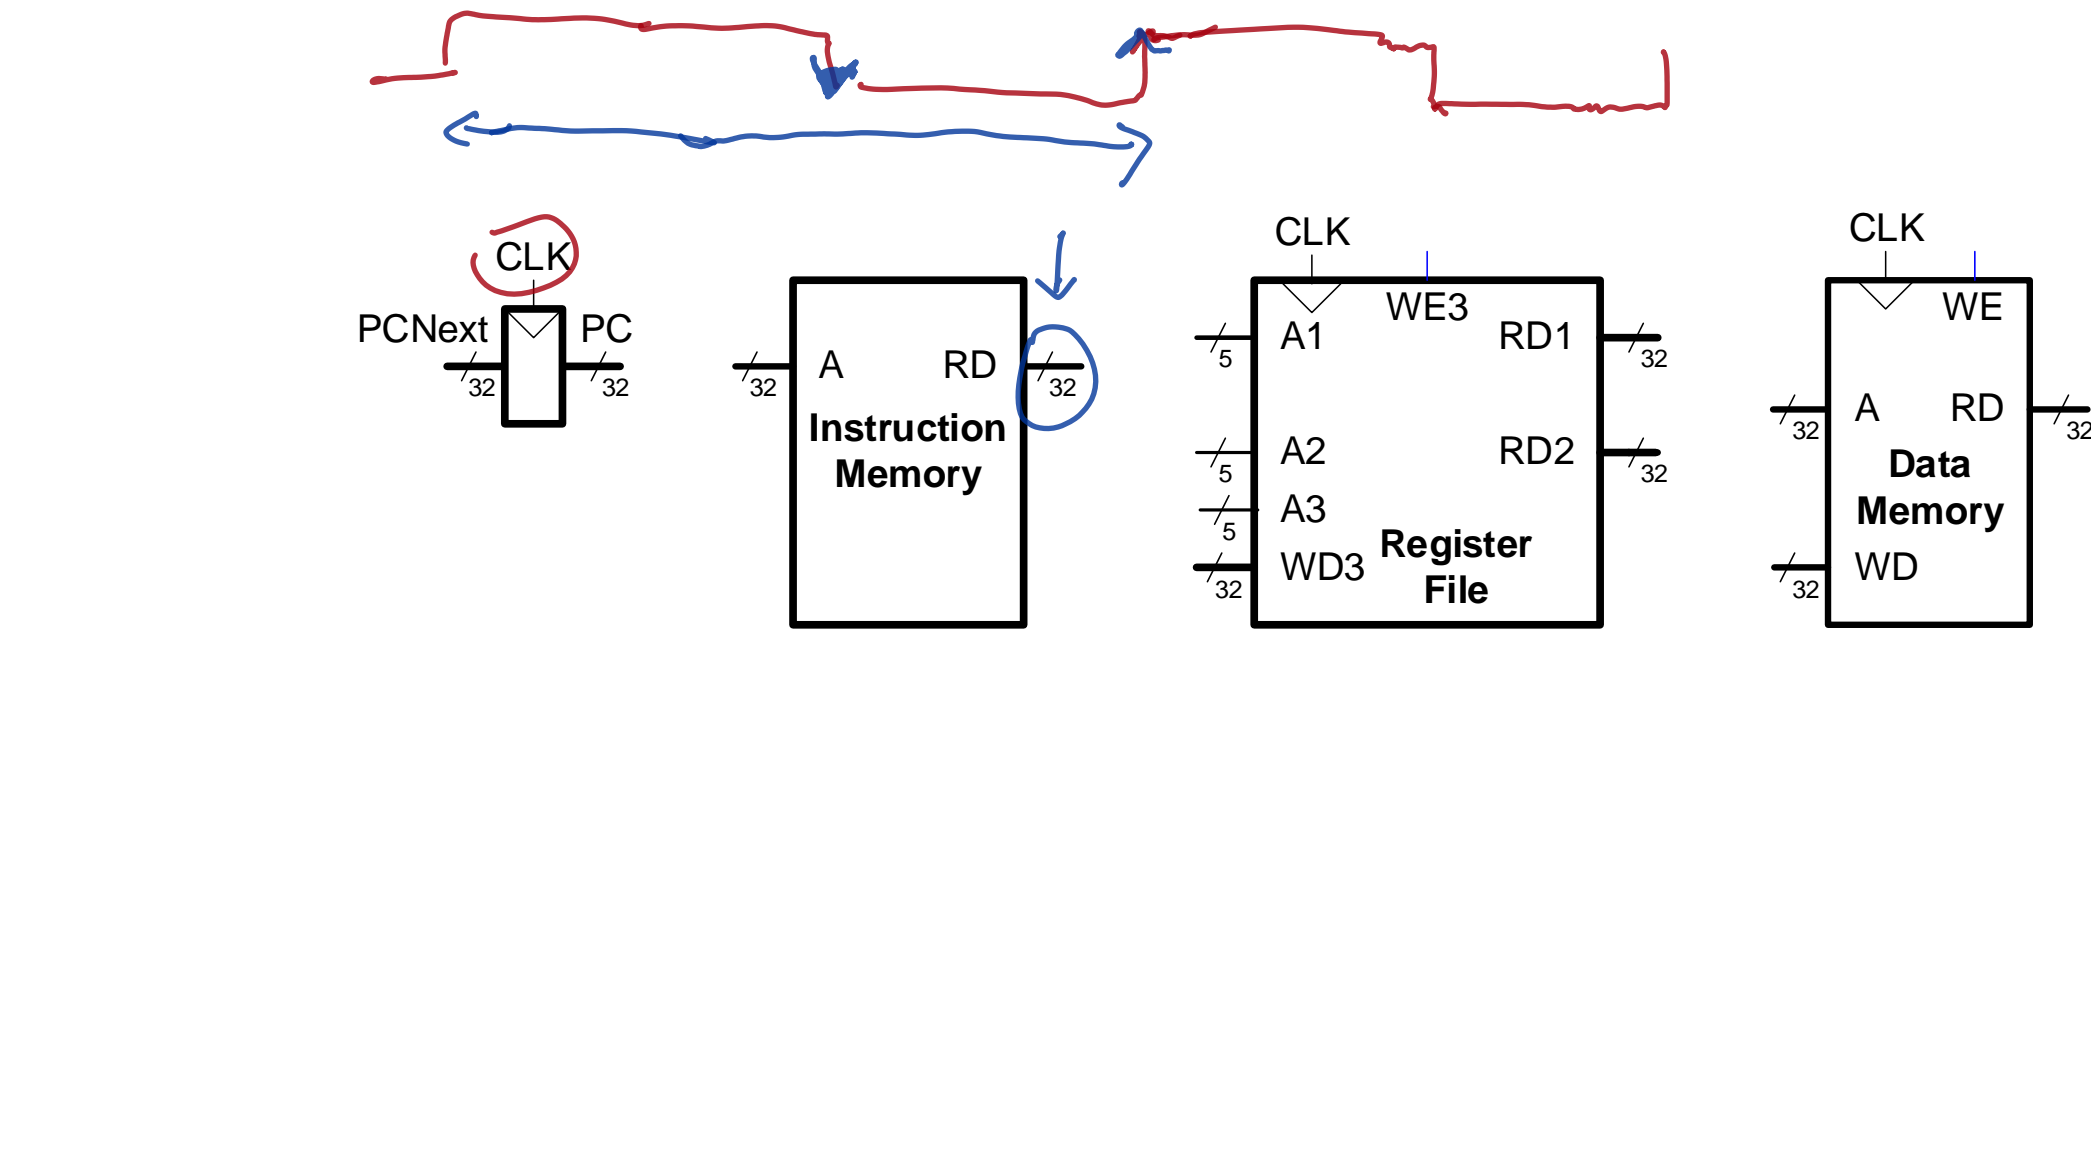 CLK
PCNext
PC
32
32
A
RD
32
32
Instruction
Memory
CLK
WE3
A1
RD1
5
32
A2
RD2
5
32
A3
5
WD3
32
Register
File
CLK
WE
A
RD
32
32
Data
Memory
WD
32